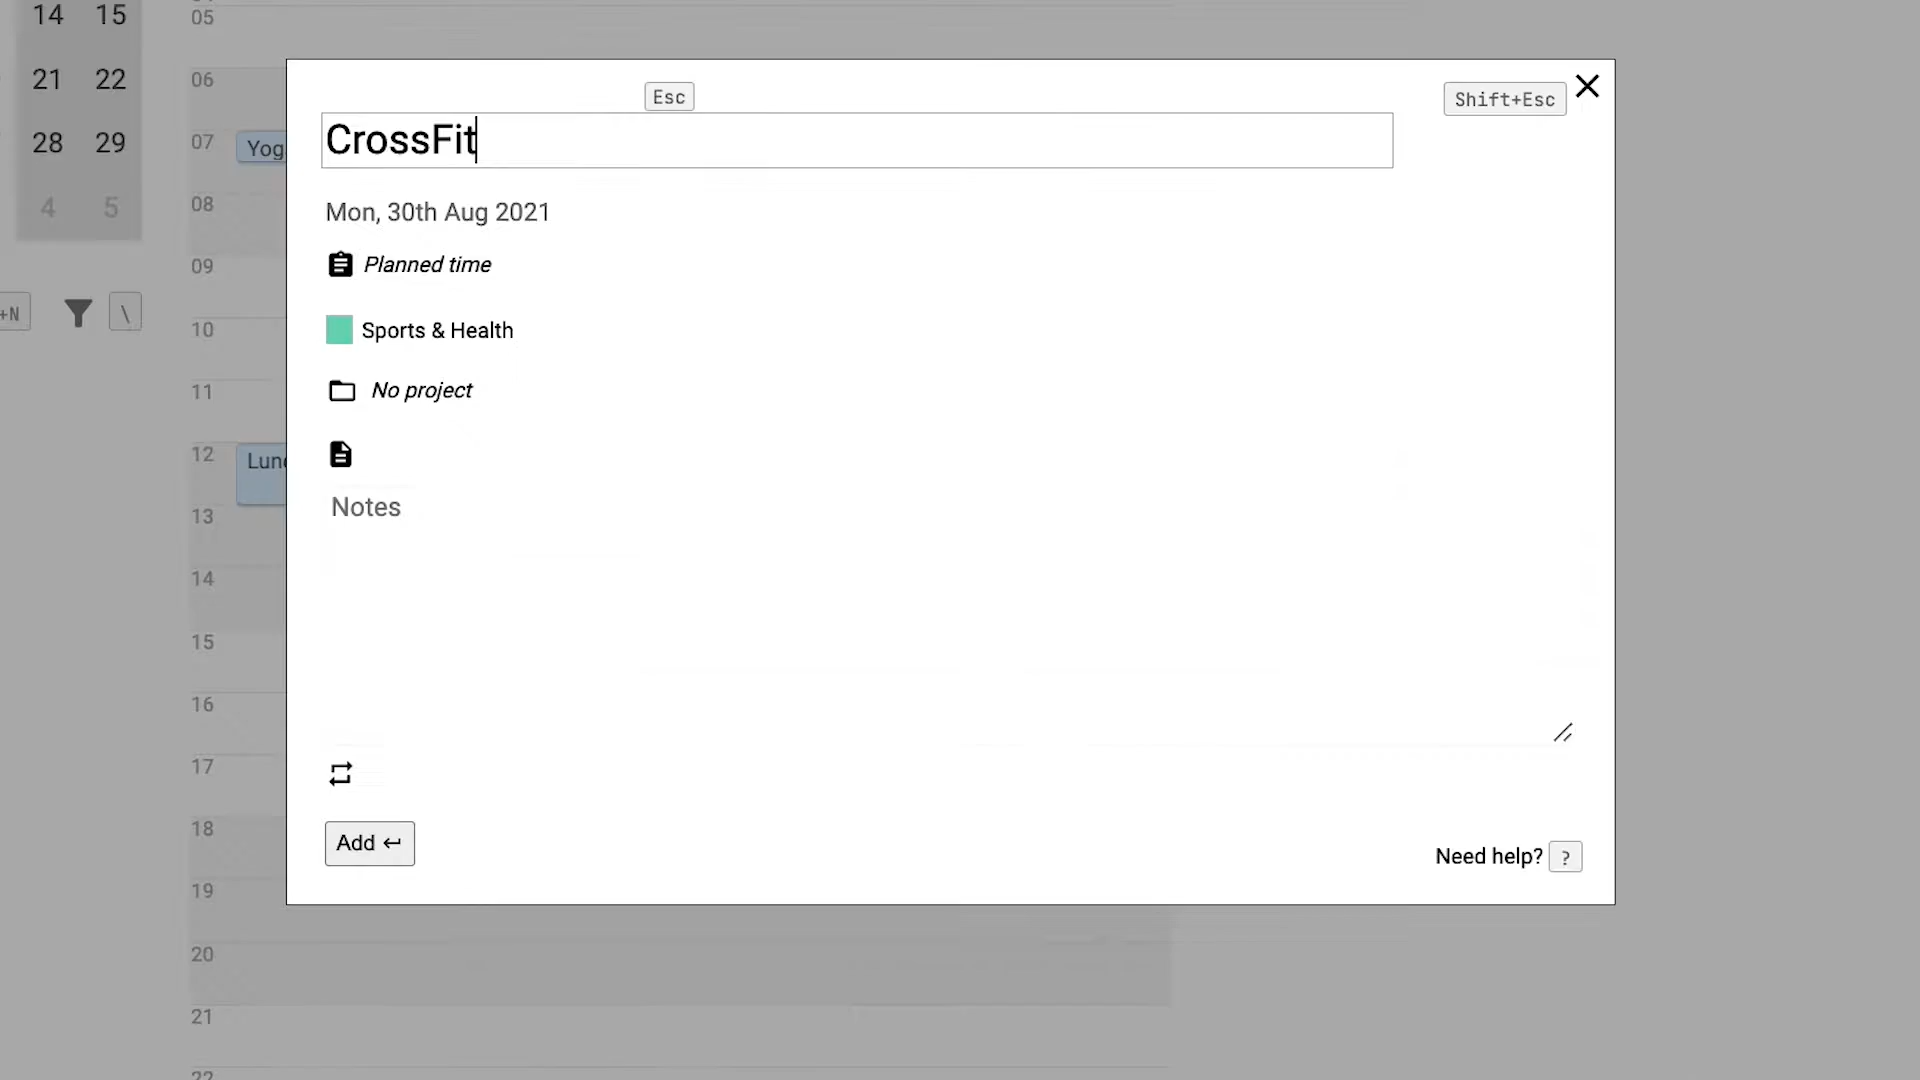 14 15
05
21 22
06
Esc
Shift+Esc
CrossFit
28 29
07
Yog
4 5
08
Mon, 30th Aug 2021
09
Planned time
+N
\
10
Sports & Health
11
No project
12
Lun
13
Notes
14
15
16
17
18
Add ↵
Need help? ?
19
20
21
22